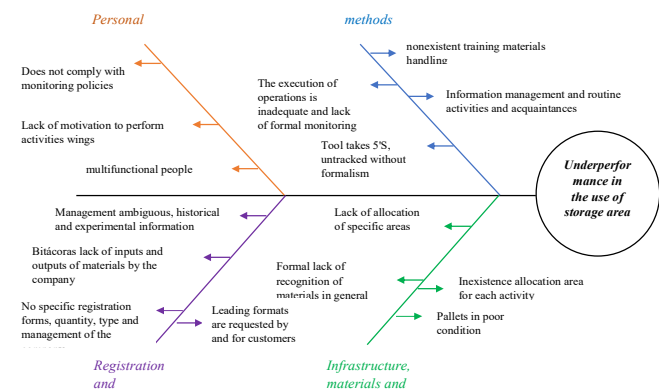 Personal
methods
Does not comply with
monitoring policies
Lack of motivation to perform
activities wings
multifunctional people
nonexistent training materials
handling
The execution of
operations is
inadequate and lack
of formal monitoring
Information management and routine
activities and acquaintances
Tool takes 5'S,
untracked without
formalism
Underperfor
mance in
the use of
storage area
Management ambiguous, historical
and experimental information
Bitácoras lack of inputs and
outputs of materials by the
company
No specific registration
forms, quantity, type and
management of the
Leading formats
are requested by
and for customers
Lack of allocation
of specific areas
Formal lack of
recognition of
materials in general
Inexistence allocation area
for each activity
Pallets in poor
condition
Registration
and
Infrastructure,
materials and